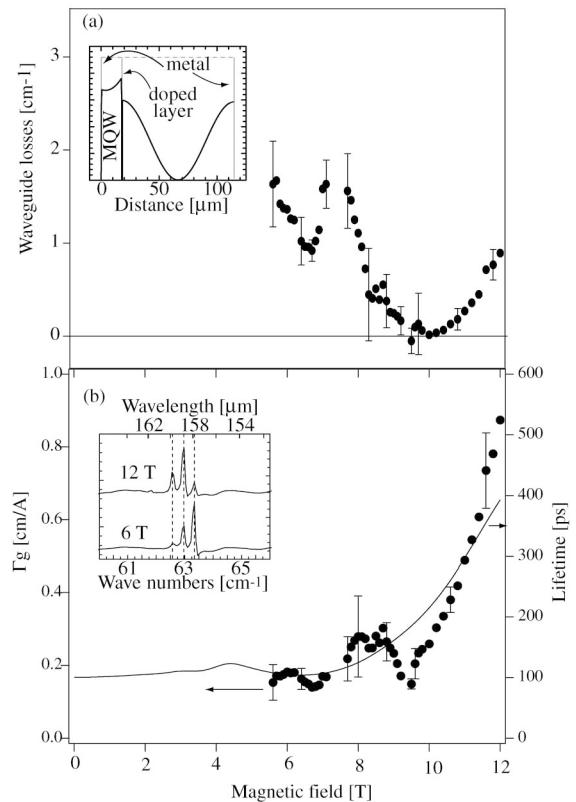 (a)
3
2
1
0
Waveguide losses [cm-1]
metal
doped
layer
MQW
0 50 100
Distance [μm]
(b)
600
500
400
300
200
100
0
Lifetime [ps]
1.0
0.8
0.6
0.4
0.2
0.0
Γg [cm/A]
Wavelength [μm]
162 158 154
12 T
6 T
61 63 65
Wave numbers [cm-1]
0 2 4 6 8 10 12
Magnetic field [T]